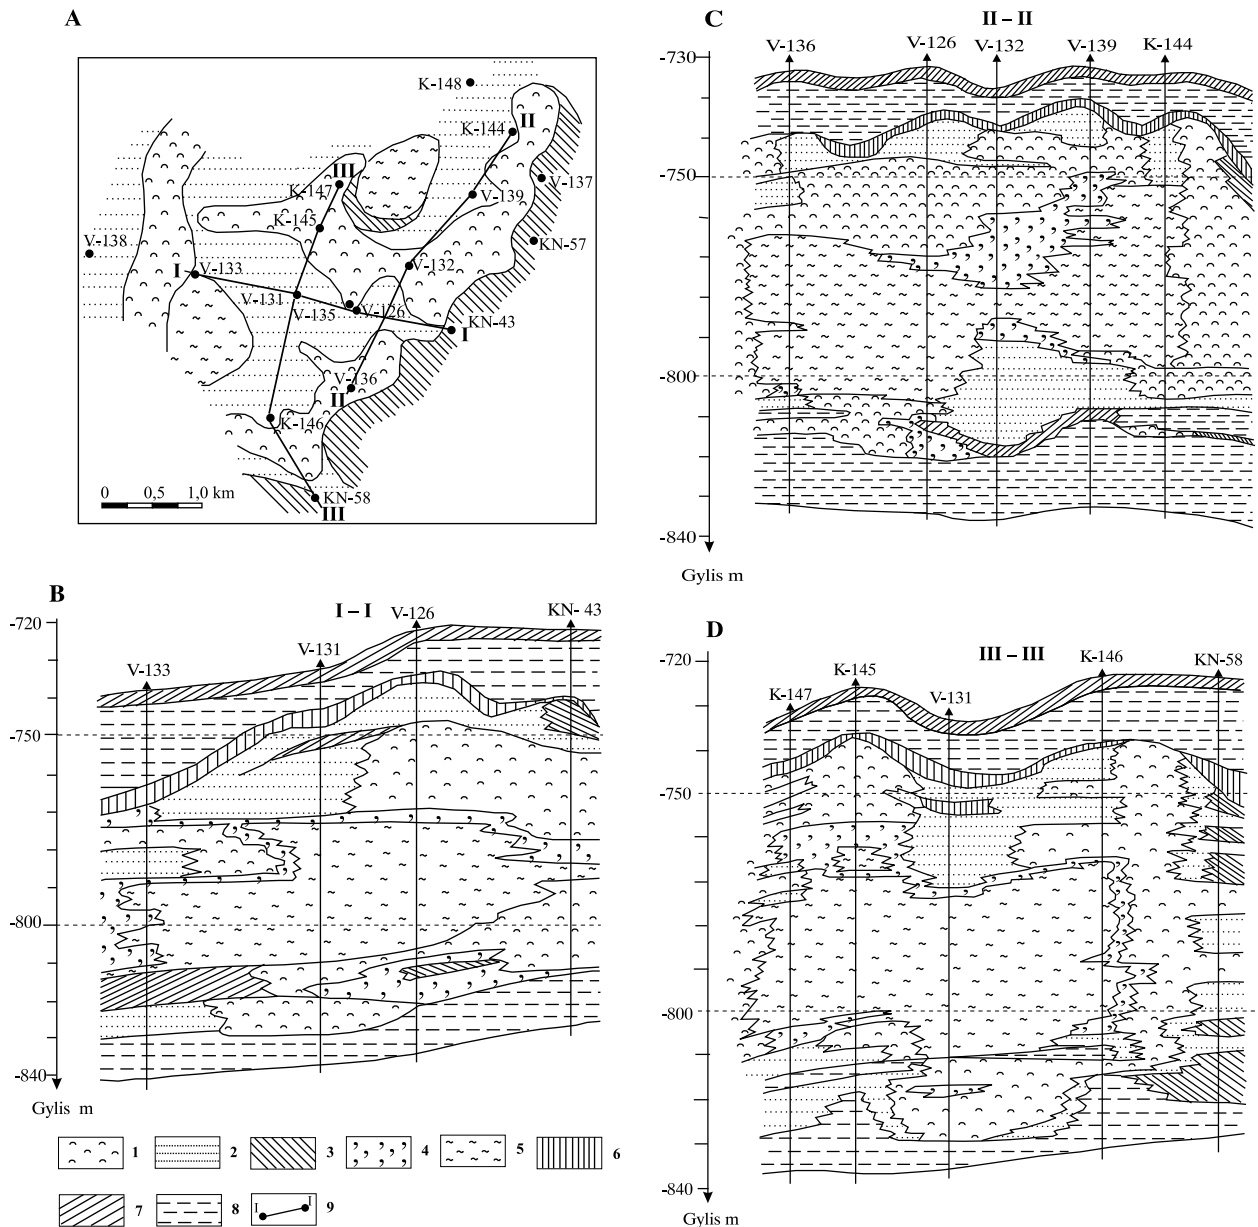 A
K-148
K-144
II
III
K-147
V-137
V-139
K-145
KN-57
V-138
I
V-133
V-132
V-131
V-135
V-126
KN-43
I
V-136
II
K-146
0 0,5 1,0 km
KN-58
III
C
II – II
V-136 V-126 V-132 V-139 K-144
-730
-750
-800
-840
Gylis m
B
I – I
-720
V-133
V-131
V-126
KN- 43
-750
-800
-840
Gylis m
D
III – III
-720
K-147
K-145
V-131
K-146
KN-58
-750
-800
-840
Gylis m
1 2 3 4 5 6
7 8 I I 9